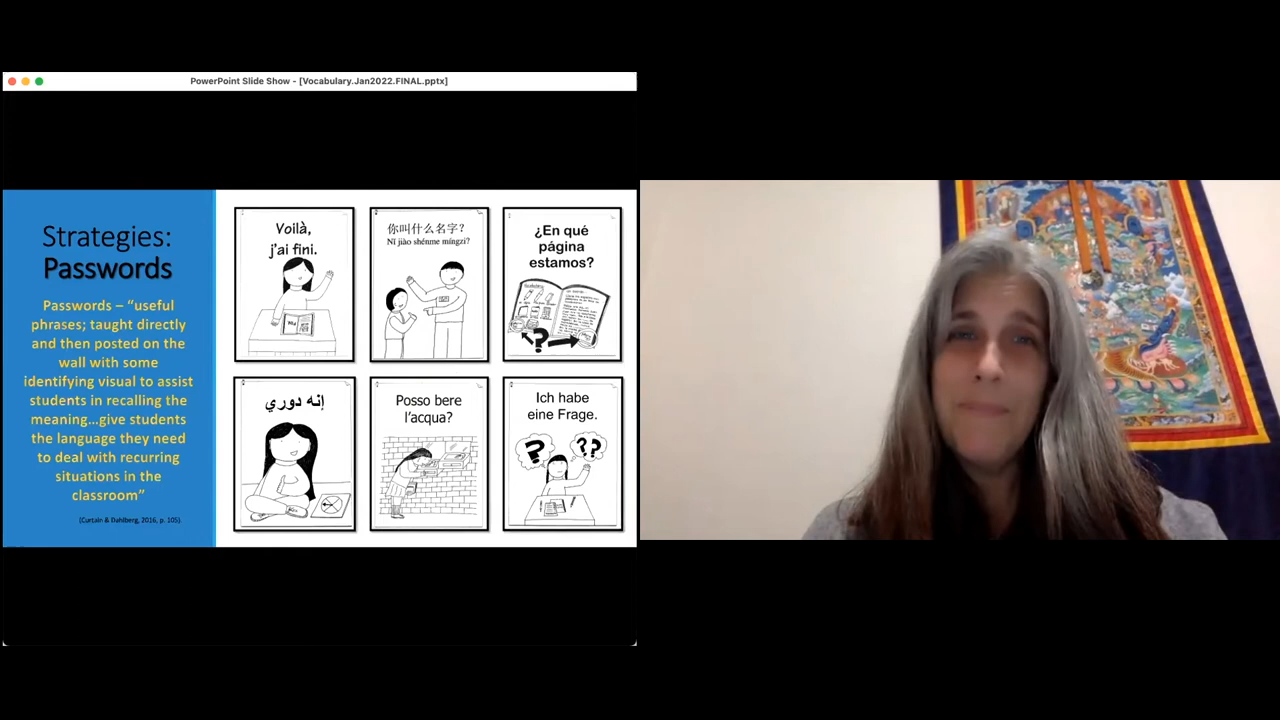 PowerPoint Slide Show - [Vocabulary.Jan2022.FINAL.pptx]
Strategies:
Passwords
Passwords – “useful
phrases; taught directly
and then posted on the
wall with some
identifying visual to assist
students in recalling the
meaning…give students
the language they need
to deal with recurring
situations in the
classroom”
(Curtain & Dahlberg, 2016, p. 105)
Voilà,
j’ai fini.
你叫什么名字?
Nǐ jiào shénme míngzi?
¿En qué
página
estamos?
إنه دوري
Posso bere
l’acqua?
Ich habe
eine Frage.
?
?
??